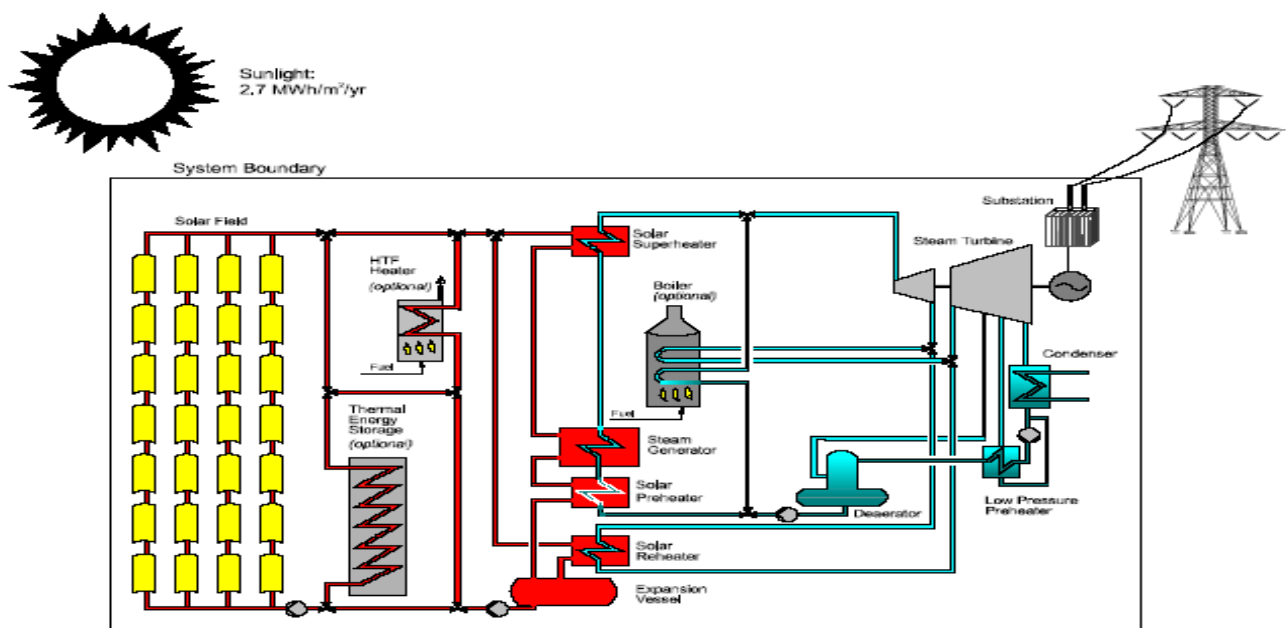 Sunlight:
2,7 MWh/m²/yr
System Boundary
Solar Field
HTF
Heater
(optional)
Fuel
Thermal
Energy
Storage
(optional)
Solar
Superheater
Boiler
(optional)
Fuel
Steam
Generator
Solar
Preheater
Solar
Reheater
Expansion
Vessel
Substation
Steam Turbine
Condenser
Low Pressure
Preheater
Deaerator